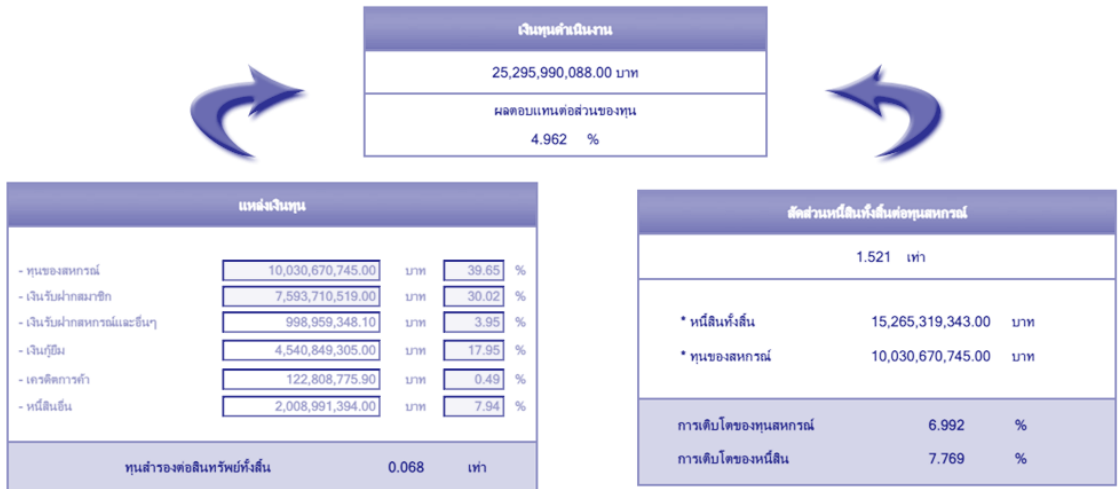 เงินทุนดำเนินงาน
25,295,990,088.00 บาท
ผลตอบแทนต่อส่วนของทุน
4.962 %
แหล่งเงินทุน
- ทุนของสหกรณ์ 10,030,670,745.00 บาท 39.65 %
- เงินรับฝากสมาชิก 7,593,710,519.00 บาท 30.02 %
- เงินรับฝากสหกรณ์และอื่นๆ 998,959,348.10 บาท 3.95 %
- เงินกู้ยืม 4,540,849,305.00 บาท 17.95 %
- เครดิตการค้า 122,808,775.90 บาท 0.49 %
- หนี้สินอื่น 2,008,991,394.00 บาท 7.94 %
ทุนสำรองต่อสินทรัพย์ทั้งสิ้น 0.068 เท่า
สัดส่วนหนี้สินทั้งสิ้นต่อทุนสหกรณ์
1.521 เท่า
* หนี้สินทั้งสิ้น 15,265,319,343.00 บาท
* ทุนของสหกรณ์ 10,030,670,745.00 บาท
การเติบโตของทุนสหกรณ์ 6.992 %
การเติบโตของหนี้สิน 7.769 %